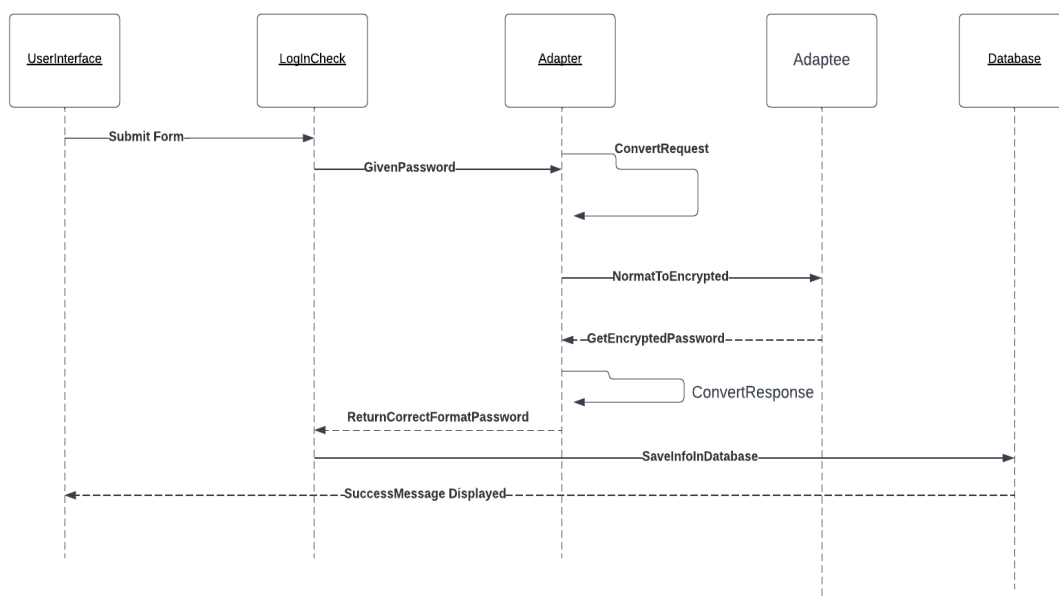 UserInterface
LogInCheck
Adapter
Adaptee
Database
Submit Form
ConvertRequest
GivenPassword
NormatToEncrypted
GetEncryptedPassword
ConvertResponse
ReturnCorrectFormatPassword
SaveInfoInDatabase
SuccessMessage Displayed